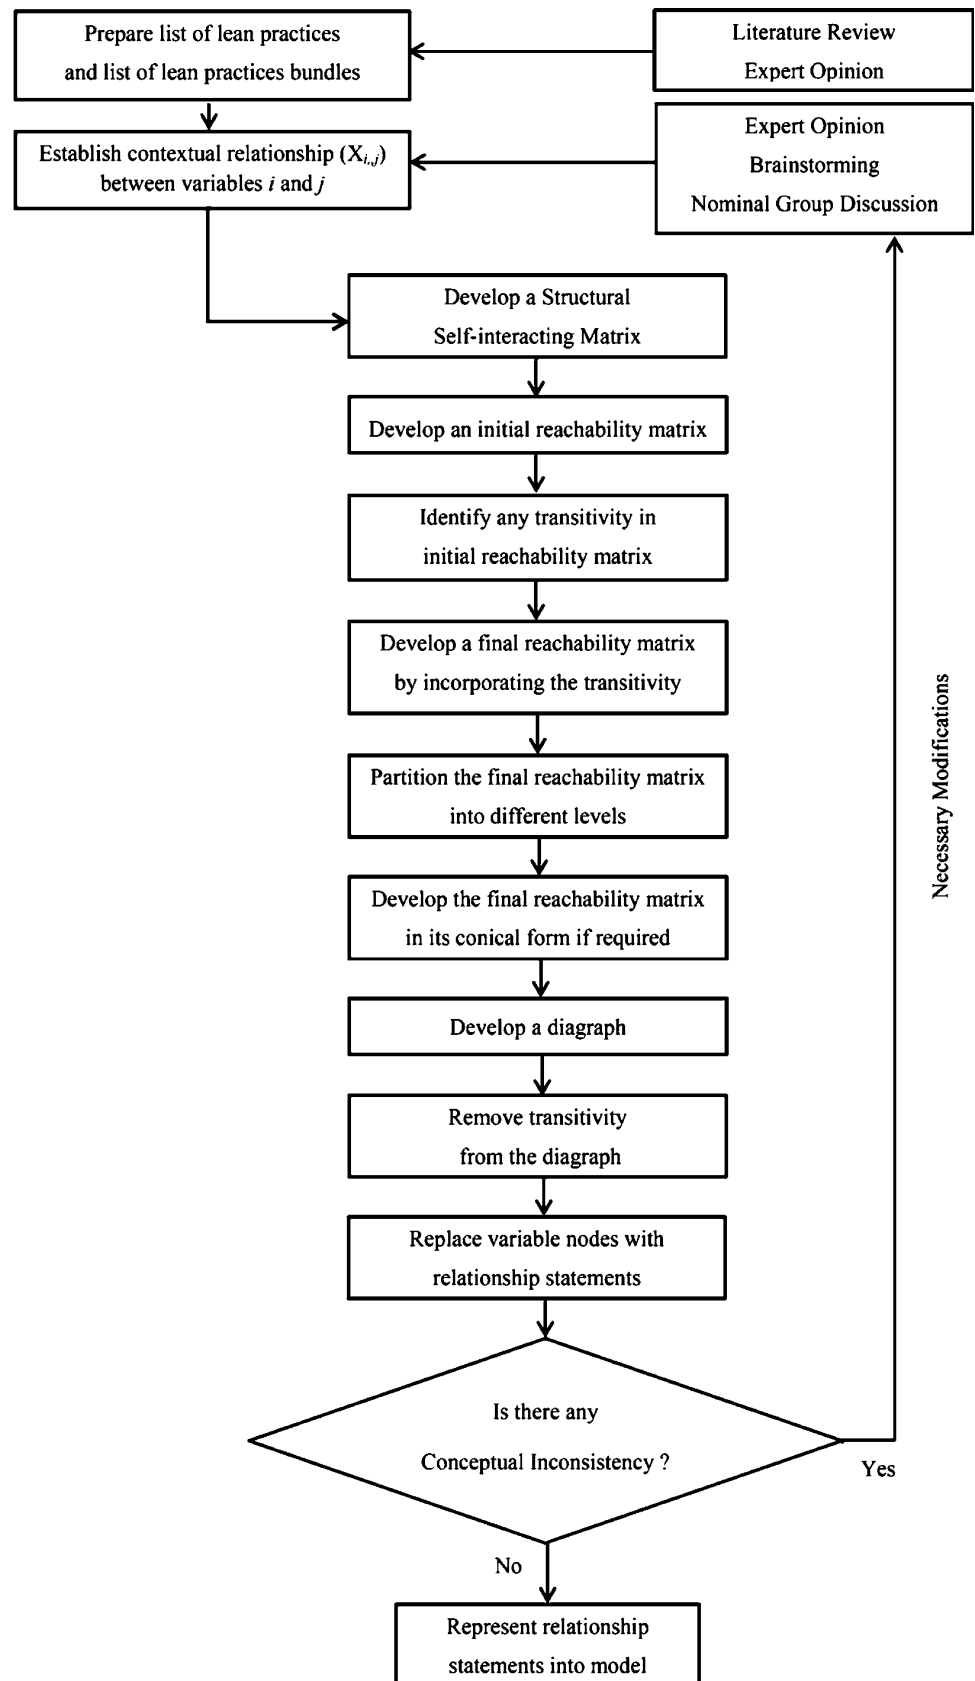 Prepare list of lean practices
and list of lean practices bundles
Literature Review
Expert Opinion
Establish contextual relationship (Xi,,j)
between variables i and j
Expert Opinion
Brainstorming
Nominal Group Discussion
Develop a Structural
Self-interacting Matrix
Develop an initial reachability matrix
Identify any transitivity in
initial reachability matrix
Develop a final reachability matrix
by incorporating the transitivity
Partition the final reachability matrix
into different levels
Develop the final reachability matrix
in its conical form if required
Develop a diagraph
Remove transitivity
from the diagraph
Replace variable nodes with
relationship statements
Is there any
Conceptual Inconsistency ?
Yes
Necessary Modifications
No
Represent relationship
statements into model